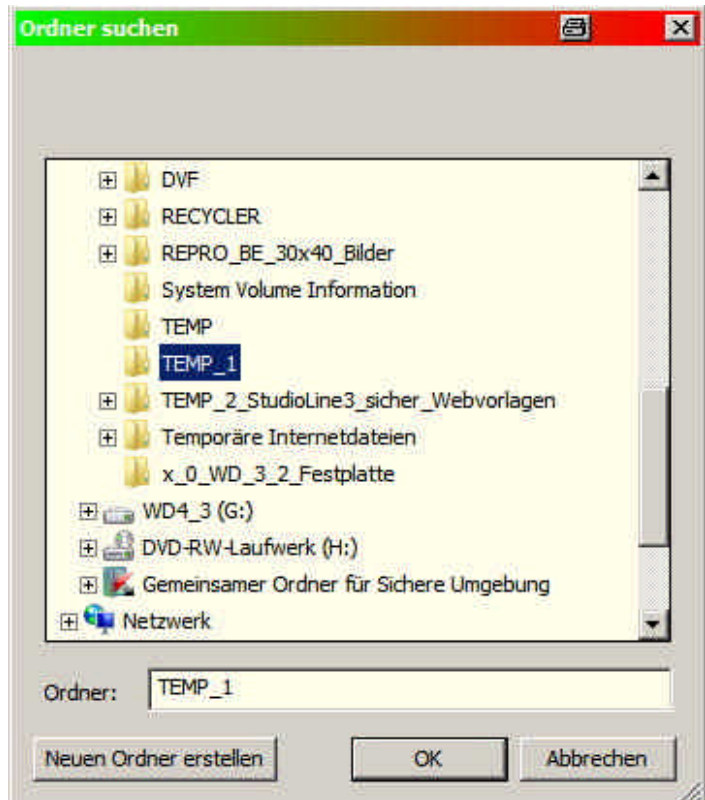 Ordner suchen
DVF
RECYCLER
REPRO_BE_30x40_Bilder
System Volume Information
TEMP
TEMP_1
TEMP_2_StudioLine3_sicher_Webvorlagen
Temporäre Internetdateien
x_0_WD_3_2_Festplatte
WD4_3 (G:)
DVD-RW-Laufwerk (H:)
Gemeinsamer Ordner für Sichere Umgebung
Netzwerk
Ordner: TEMP_1
Neuen Ordner erstellen OK Abbrechen